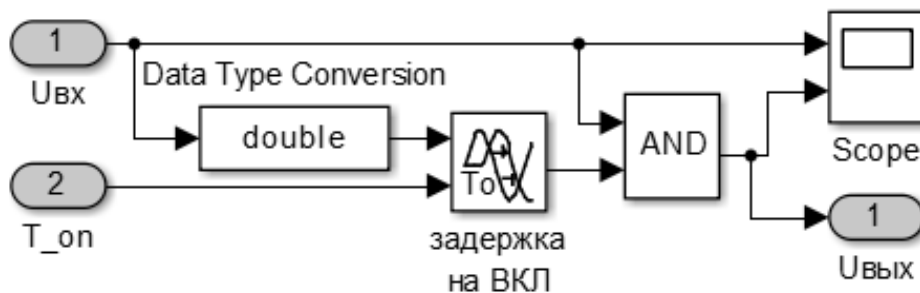 1
Uвх
Data Type Conversion
double
2
T_on
To
задержка
на ВКЛ
AND
Scope
1
Uвых